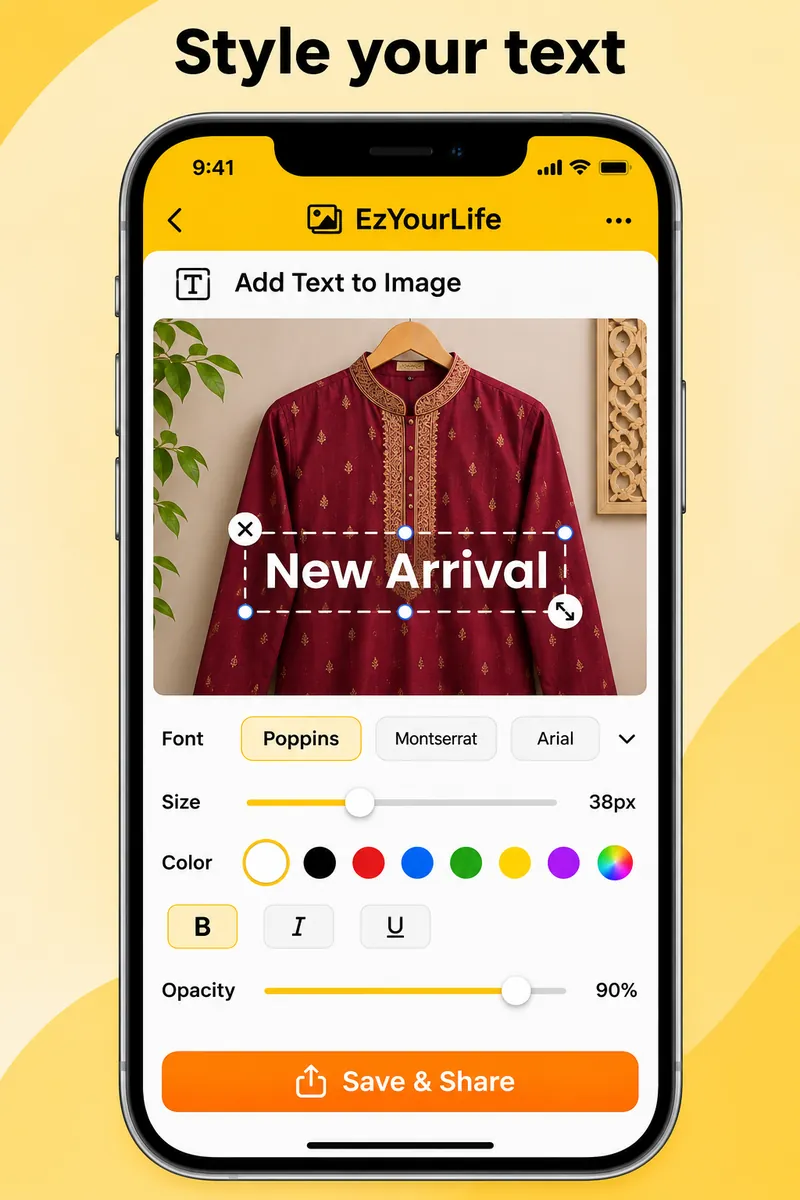 Style your text
9:41
EzYourLife
Add Text to Image
New Arrival
Font Poppins Montserrat Arial
Size 38px
Color
B I U
Opacity 90%
Save & Share